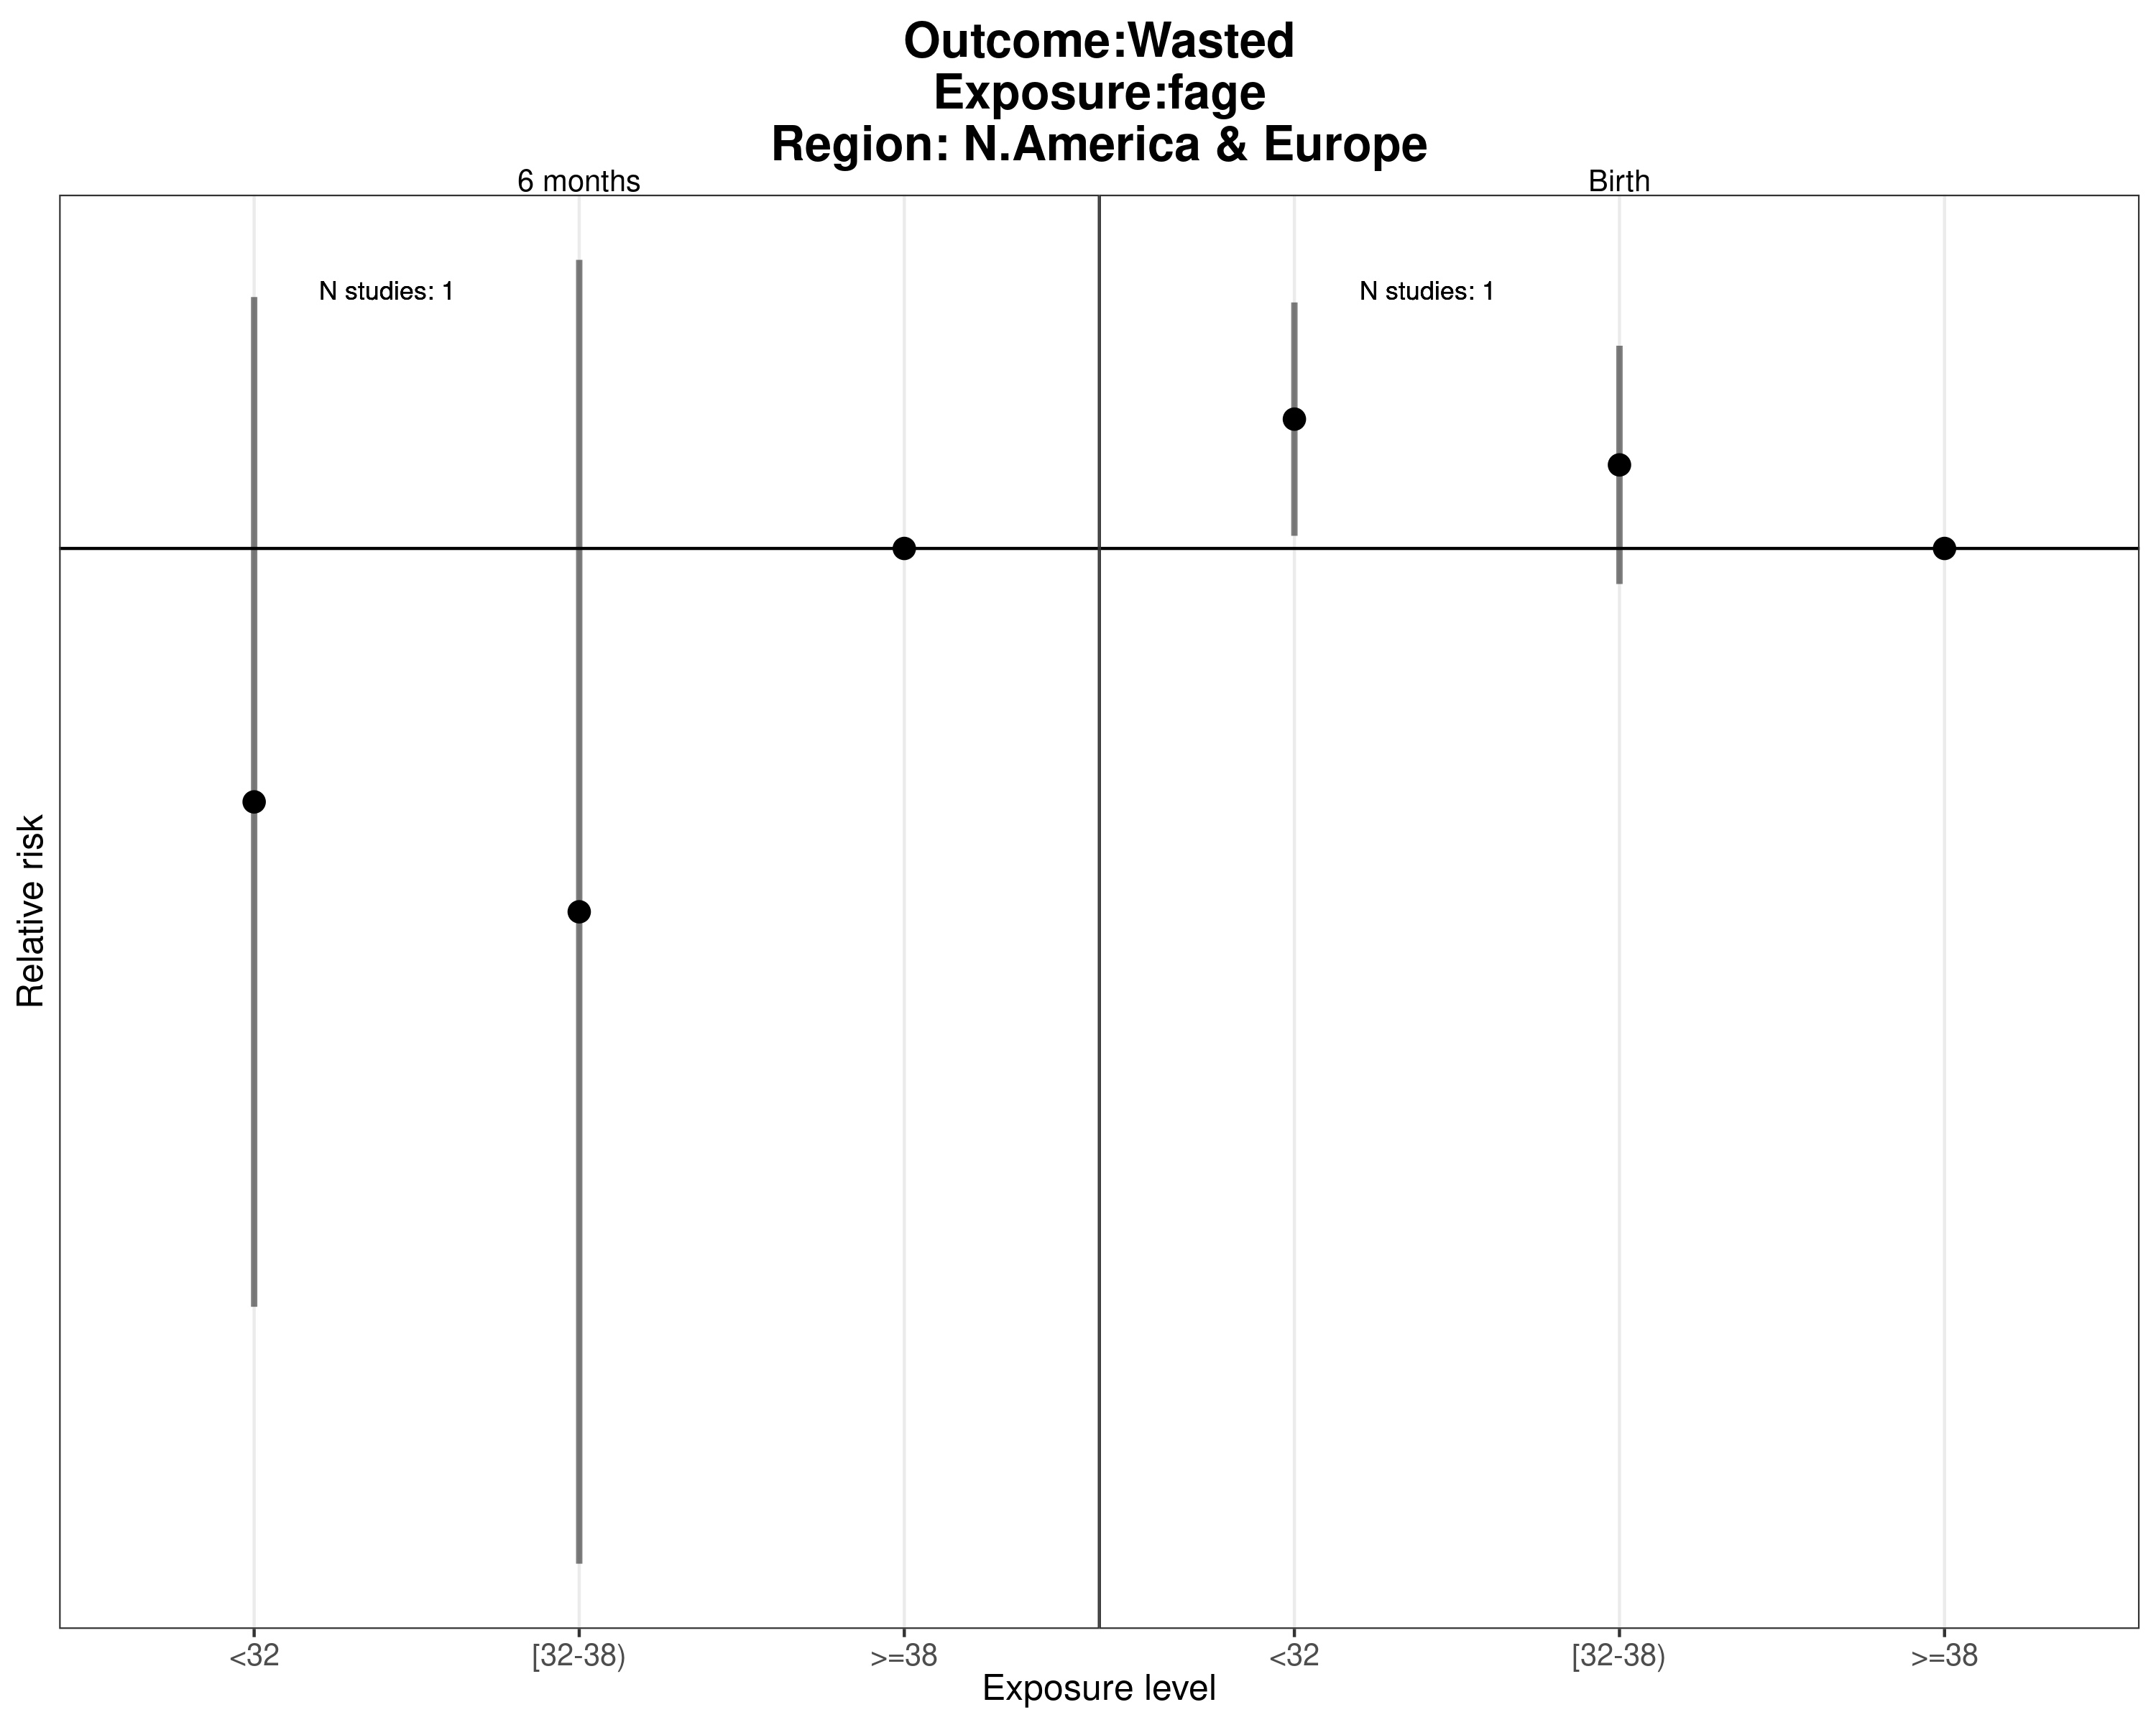 Outcome:Wasted
Exposure:fage
Region: N.America & Europe
6 months
Birth
N studies: 1
N studies: 1
Relative risk
<32
[32-38)
>=38
<32
[32-38)
>=38
Exposure level